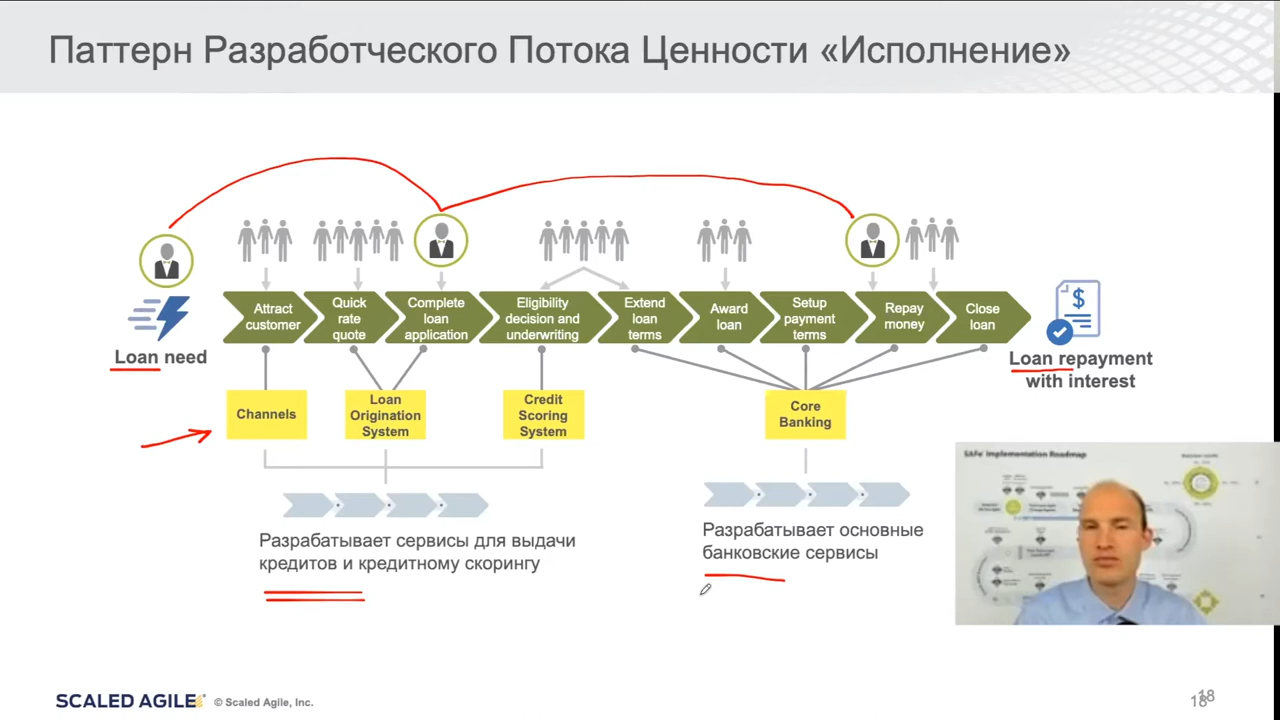 Паттерн Разработческого Потока Ценности «Исполнение»
Attract
customer
Quick
rate
quote
Complete
loan
application
Eligibility
decision and
underwriting
Extend
loan
terms
Award
loan
Setup
payment
terms
Repay
money
Close
loan
$
Loan need
Loan repayment
with interest
Channels
Loan
Origination
System
Credit
Scoring
System
Core
Banking
SAFe Implementation Roadmap
Разрабатывает сервисы для выдачи
кредитов и кредитному скорингу
Разрабатывает основные
банковские сервисы
SCALED AGILE
© Scaled Agile, Inc.
18